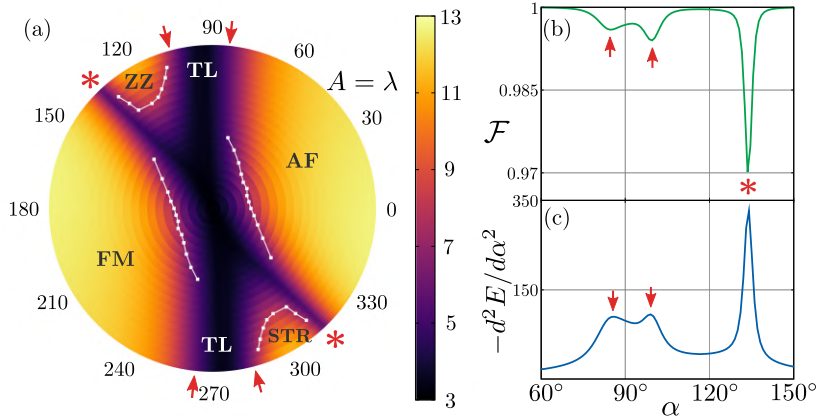 (a)
90
120
60
150
30
180
0
210
330
240
300
270
A = λ
ZZ
TL
AF
FM
TL
STR
*
*
13
11
9
7
5
3
(b)
1
0.985
0.97
ℱ
*
(c)
350
150
−d²E/dα²
60° 90° 120° 150°
α